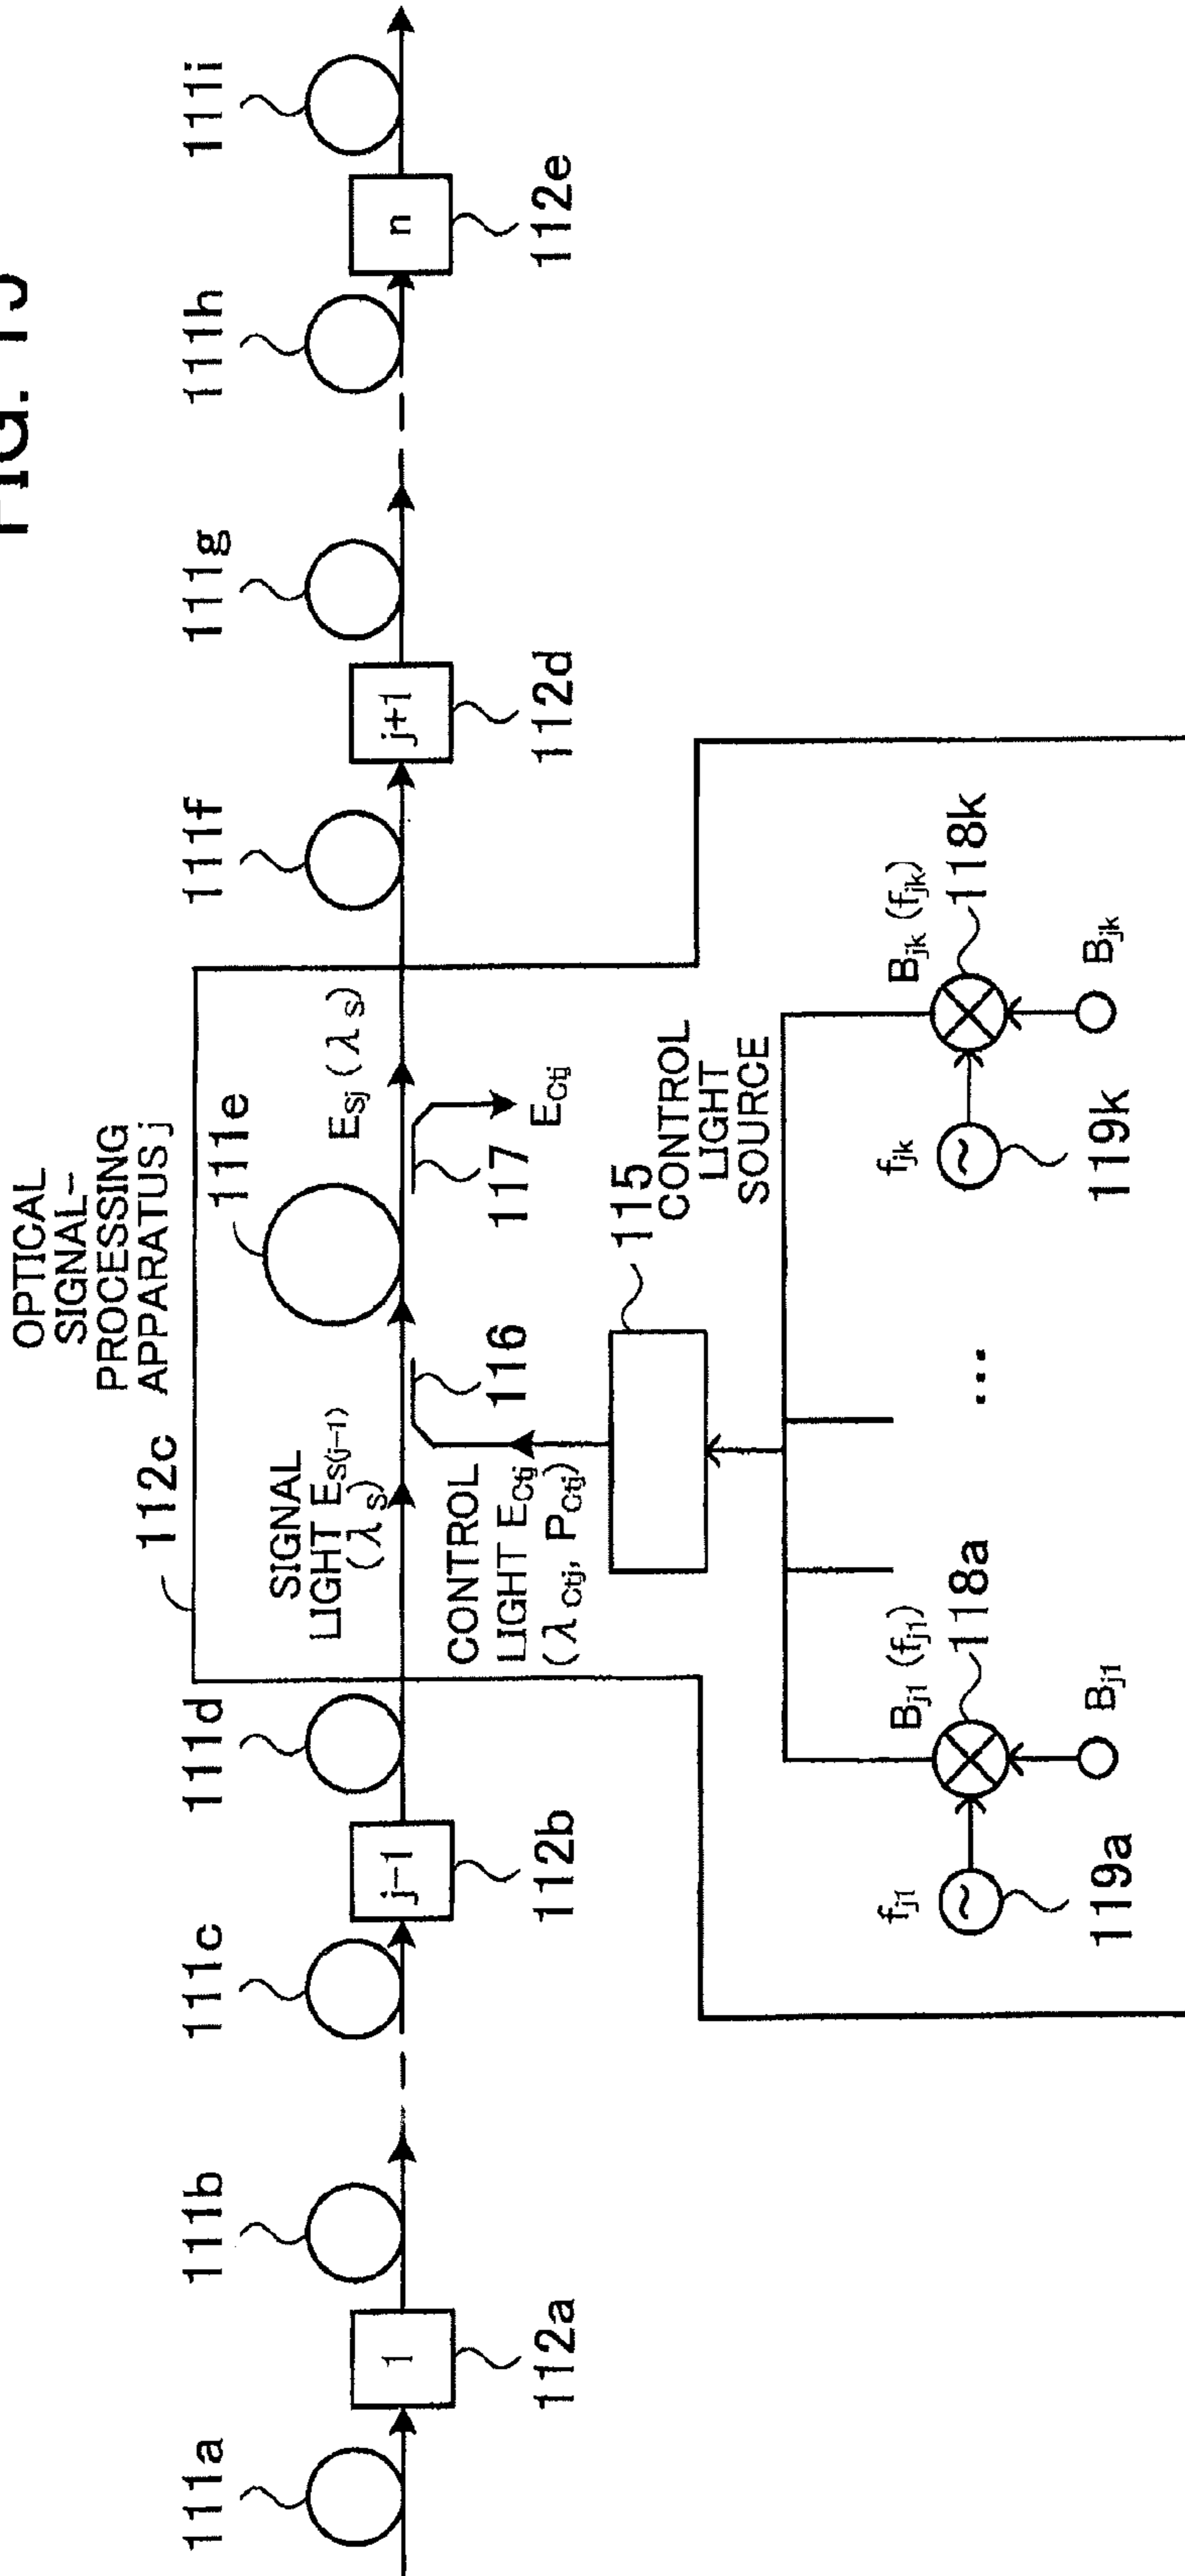 FIG. 15
OPTICAL
SIGNAL-
PROCESSING
APPARATUS j
112c
111a
111b
111c
111d
111e
111f
111g
111h
111i
SIGNAL
LIGHT E_S(j-1)
(λ_S)
E_Sj (λ_S)
1
j-1
j+1
n
112a
112b
112d
112e
116
117
E_Ctj
CONTROL
LIGHT E_Ctj
(λ_Ctj, P_Ctj)
115
CONTROL
LIGHT
SOURCE
B_j1 (f_j1)
118a
f_j1
119a
B_j1
...
B_jk (f_jk)
118k
f_jk
119k
B_jk